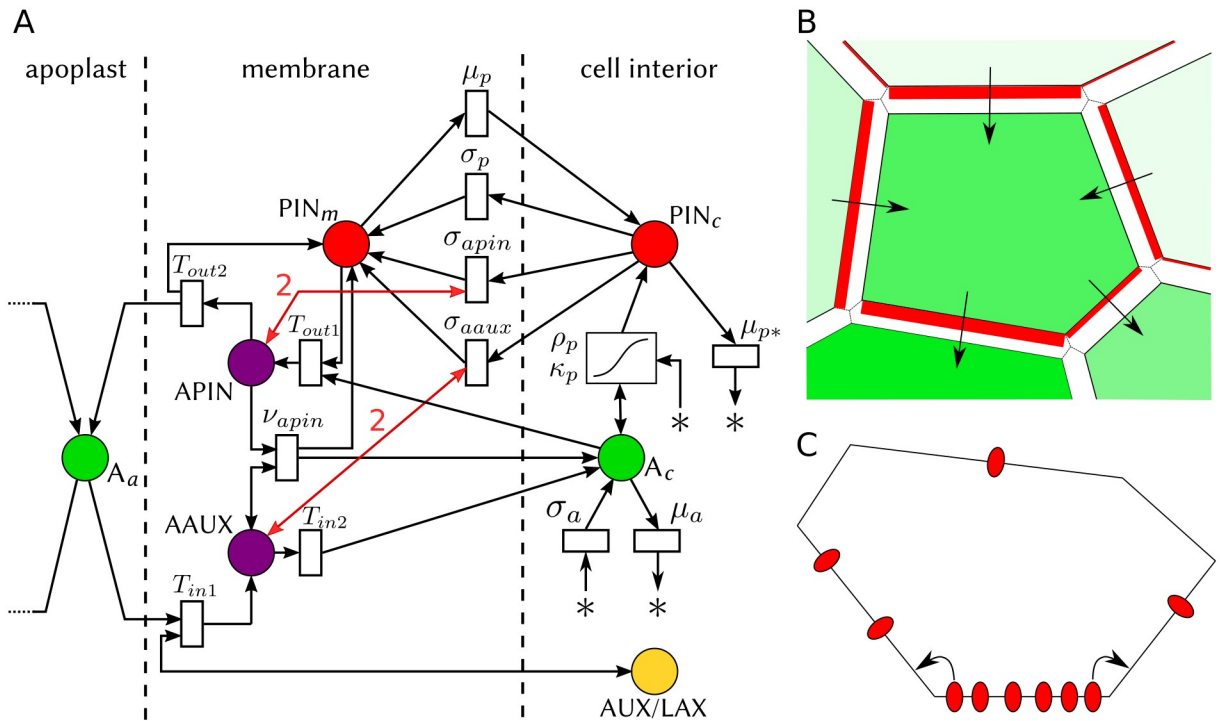 A
B
apoplast
membrane
cell interior
μp
σp
PINm
PINc
σapin
Tout2
2
Tout1
σaaux
ρp
κp
μp*
APIN
νapin
2
*
*
Aa
Ac
C
AAUX
Tin2
σa
μa
Tin1
*
*
AUX/LAX